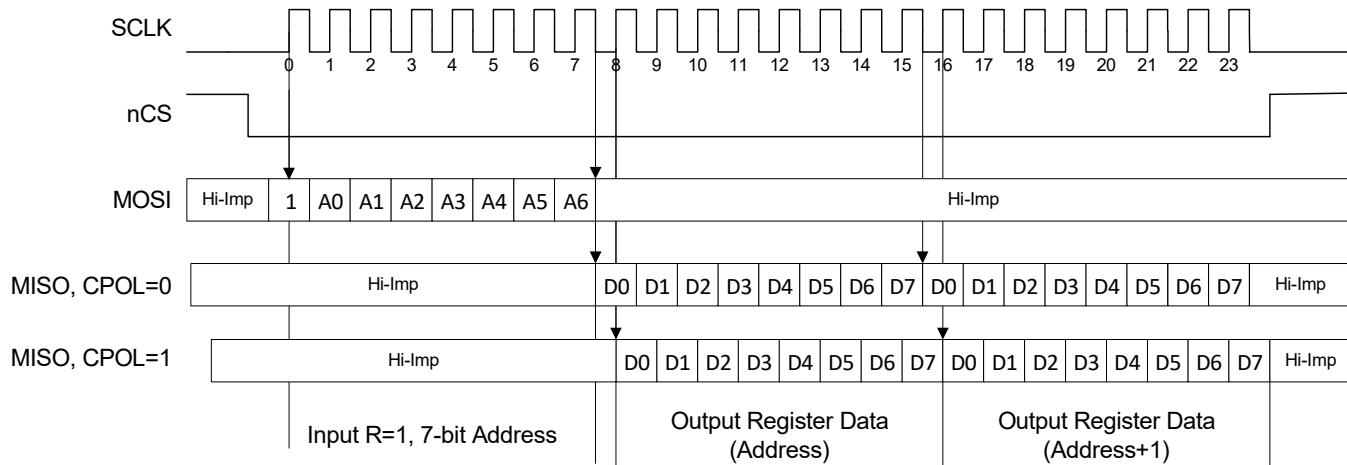 SCLK
0 1 2 3 4 5 6 7 8 9 10 11 12 13 14 15 16 17 18 19 20 21 22 23
nCS
MOSI Hi-Imp 1 A0 A1 A2 A3 A4 A5 A6 Hi-Imp
MISO, CPOL=0 Hi-Imp D0 D1 D2 D3 D4 D5 D6 D7 D0 D1 D2 D3 D4 D5 D6 D7 Hi-Imp
MISO, CPOL=1 Hi-Imp D0 D1 D2 D3 D4 D5 D6 D7 D0 D1 D2 D3 D4 D5 D6 D7 Hi-Imp
Input R=1, 7-bit Address
Output Register Data
(Address)
Output Register Data
(Address+1)